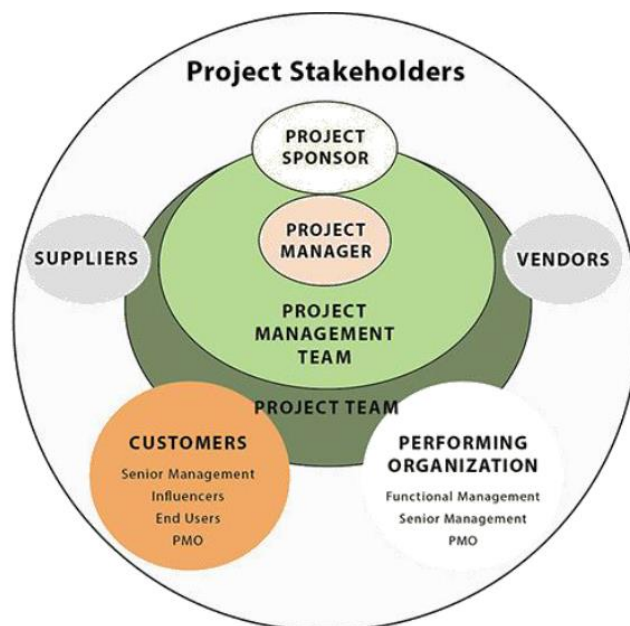 Project Stakeholders
PROJECT
SPONSOR
PROJECT
MANAGER
SUPPLIERS
VENDORS
PROJECT
MANAGEMENT
TEAM
PROJECT TEAM
CUSTOMERS
Senior Management
Influencers
End Users
PMO
PERFORMING
ORGANIZATION
Functional Management
Senior Management
PMO